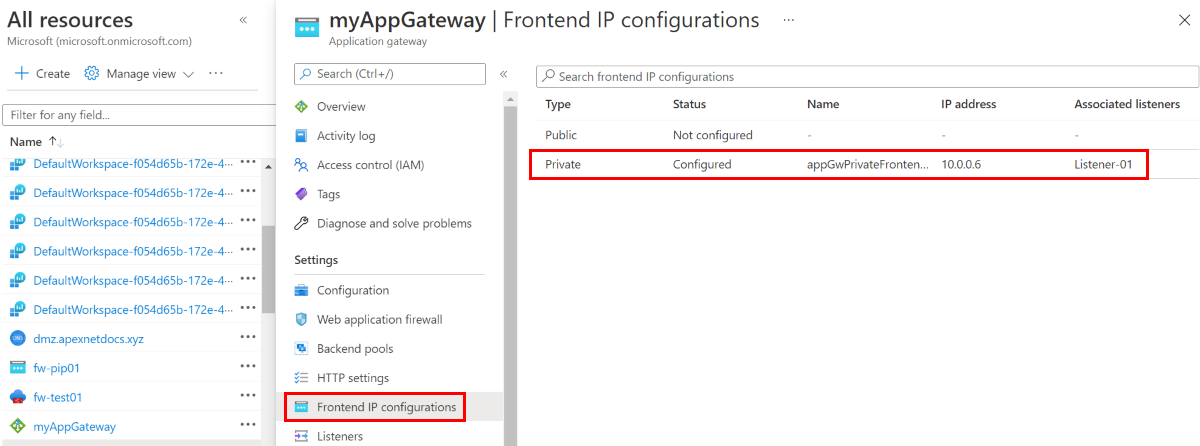 All resources «
Microsoft (microsoft.onmicrosoft.com)
+ Create Manage view ···
Filter for any field...
Name ↑↓
DefaultWorkspace-f054d65b-172e-4··· ···
DefaultWorkspace-f054d65b-172e-4··· ···
DefaultWorkspace-f054d65b-172e-4··· ···
DefaultWorkspace-f054d65b-172e-4··· ···
DefaultWorkspace-f054d65b-172e-4··· ···
DefaultWorkspace-f054d65b-172e-4··· ···
dmz.apexnetdocs.xyz ···
fw-pip01 ···
fw-test01 ···
myAppGateway ···
myAppGateway | Frontend IP configurations ···
Application gateway
Search (Ctrl+/) «
Overview
Activity log
Access control (IAM)
Tags
Diagnose and solve problems
Settings
Configuration
Web application firewall
Backend pools
HTTP settings
Frontend IP configurations
Listeners
Search frontend IP configurations
Type Status Name IP address Associated listeners
Public Not configured - - -
Private Configured appGwPrivateFronten... 10.0.0.6 Listener-01